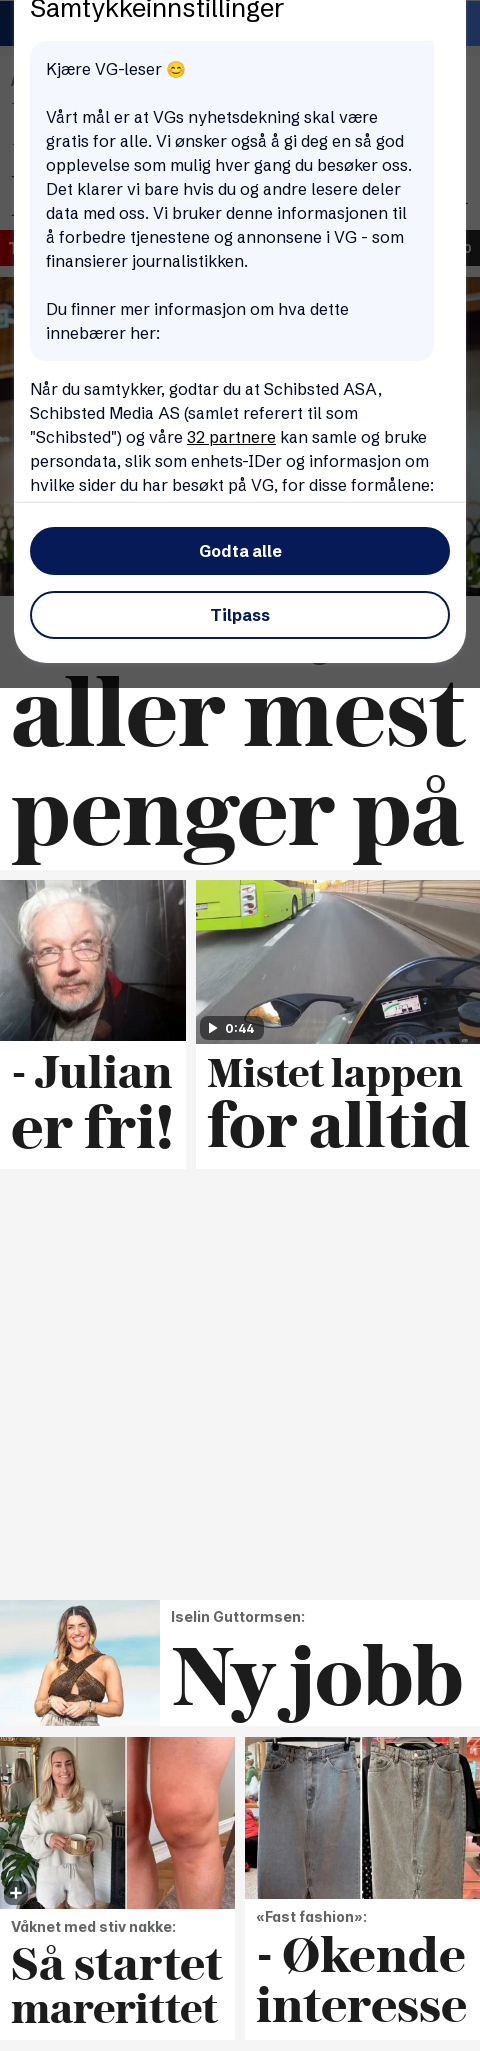 Samtykkeinnstillinger
Kjære VG-leser 😊
Vårt mål er at VGs nyhetsdekning skal være
gratis for alle. Vi ønsker også å gi deg en så god
opplevelse som mulig hver gang du besøker oss.
Det klarer vi bare hvis du og andre lesere deler
data med oss. Vi bruker denne informasjonen til
å forbedre tjenestene og annonsene i VG - som
finansierer journalistikken.
Du finner mer informasjon om hva dette
innebærer her:
Når du samtykker, godtar du at Schibsted ASA,
Schibsted Media AS (samlet referert til som
"Schibsted") og våre 32 partnere kan samle og bruke
persondata, slik som enhets-IDer og informasjon om
hvilke sider du har besøkt på VG, for disse formålene:
Godta alle
Tilpass
aller mest
penger på
0:44
- Julian
er fri!
Mistet lappen
for alltid
Iselin Guttormsen:
Ny jobb
Våknet med stiv nakke:
Så startet
marerittet
«Fast fashion»:
- Økende
interesse